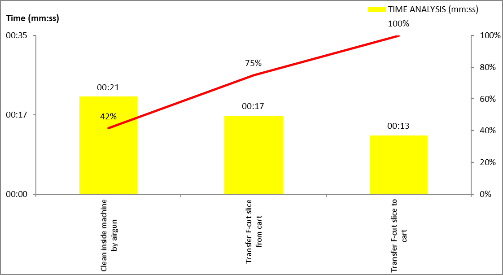 TIME ANALYSIS (mm:ss)
Time (mm:ss)
00:35
00:17
00:00
100%
80%
60%
40%
20%
0%
00:21
00:17
00:13
42%
75%
100%
Clean inside machine
by airgun
Transfer F-cut slice
from cart
Transfer F-cut slice to
cart